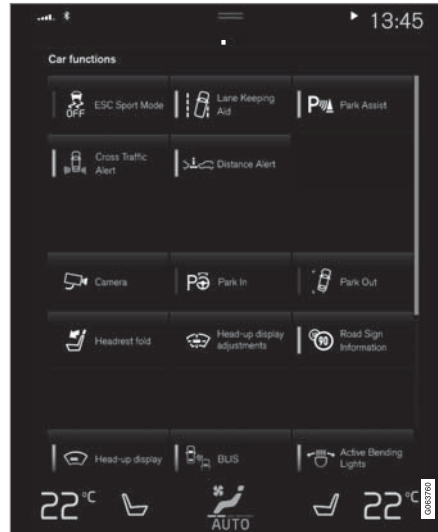 13:45
Car functions
OFF
ESC Sport Mode
Lane Keeping
Aid
P
Park Assist
Cross Traffic
Alert
Distance Alert
Camera
P
Park In
Park Out
Headrest fold
Head-up display
adjustments
90
Road Sign
Information
Head-up display
BLIS
Active Bending
Lights
22°C
AUTO
22°C
G063760